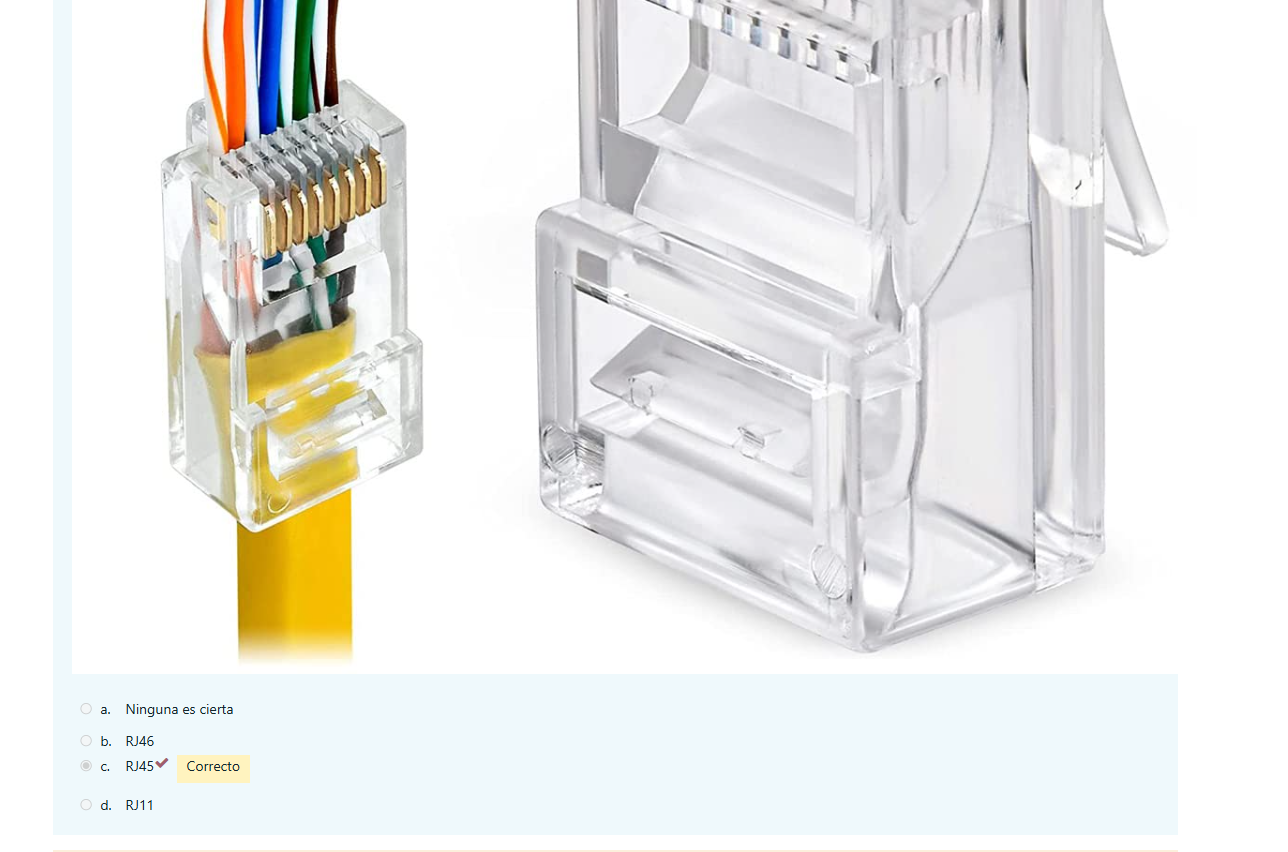 a. Ninguna es cierta
b. RJ46
c. RJ45 Correcto
d. RJ11